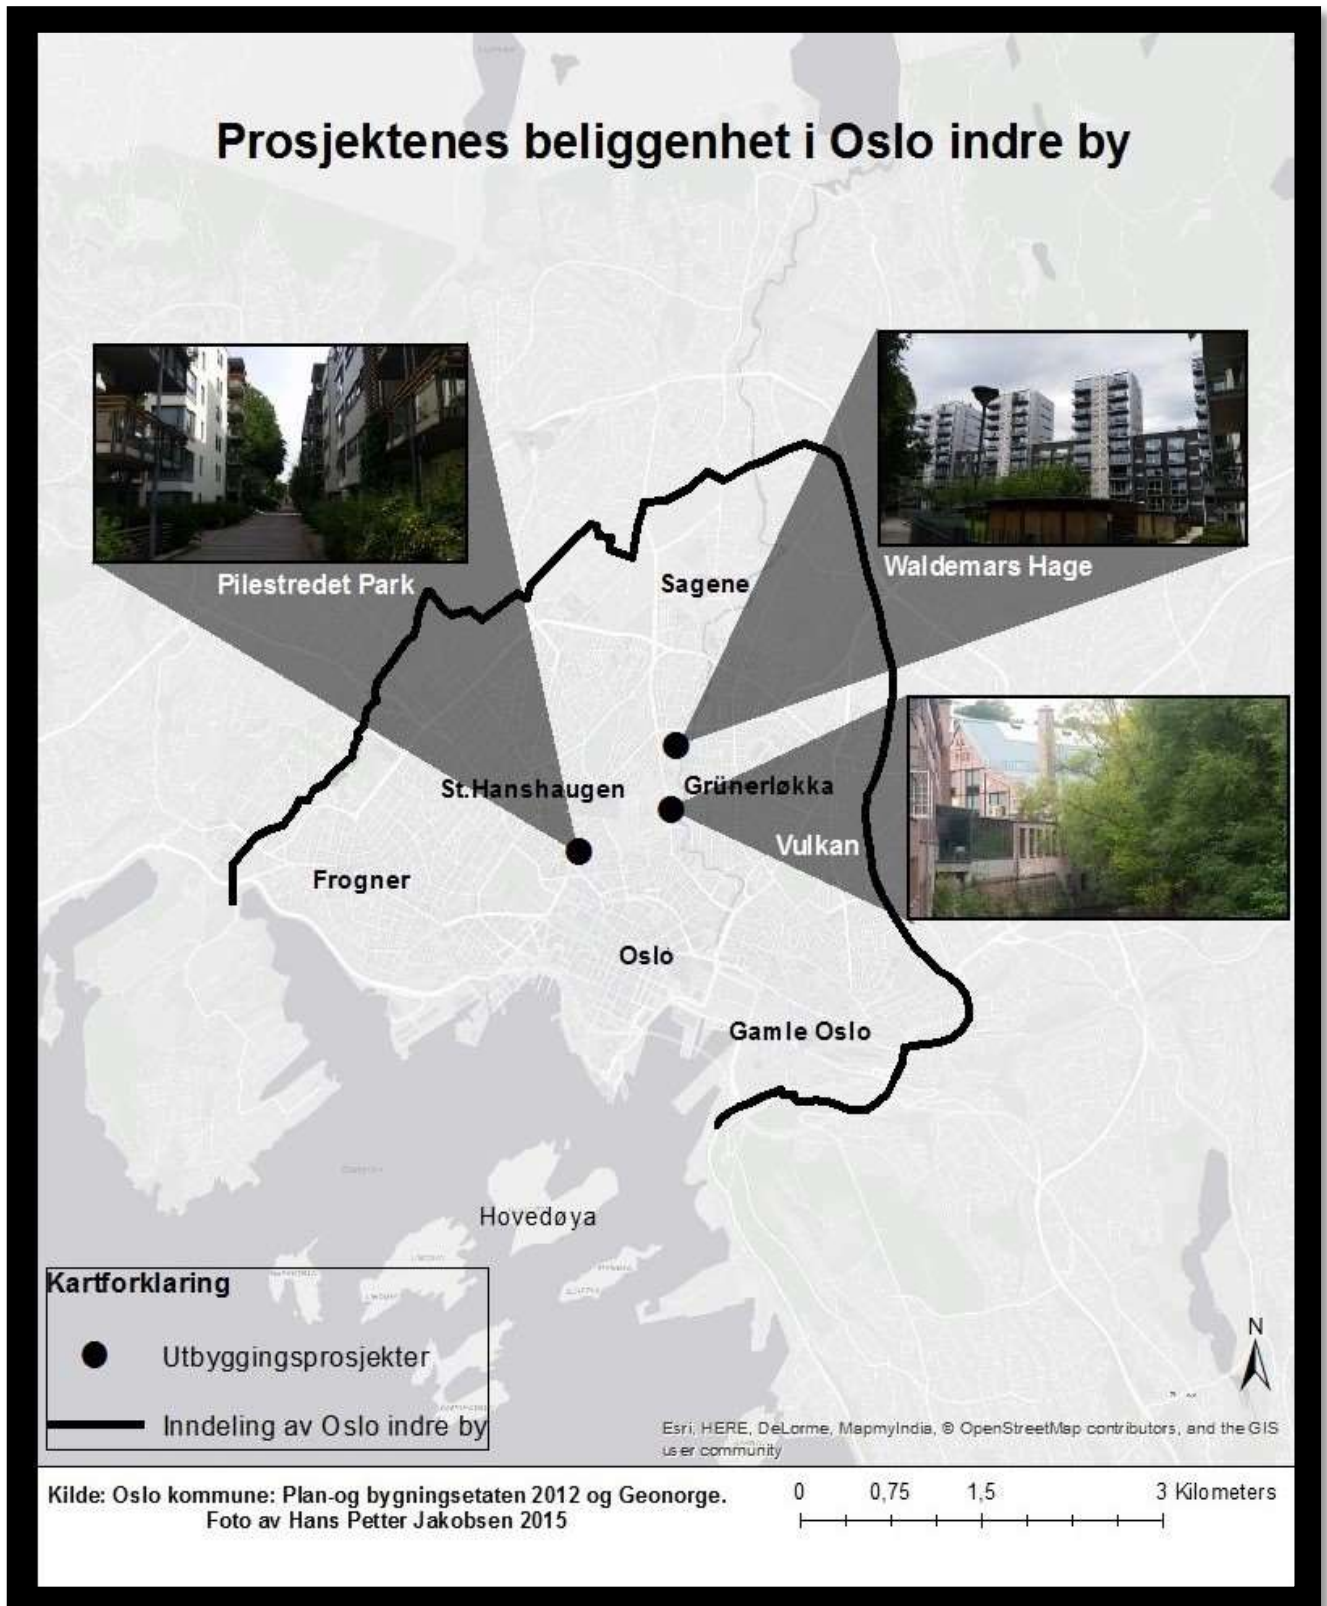 Prosjektenes beliggenhet i Oslo indre by
Pilestredet Park
Waldemars Hage
Sagene
St.Hanshaugen
Grünerløkka
Vulkan
Frogner
Oslo
Gamle Oslo
Hovedøya
Kartforklaring
Utbyggingsprosjekter
Inndeling av Oslo indre by
N
Esri, HERE, DeLorme, MapmyIndia, © OpenStreetMap contributors, and the GIS
user community
Kilde: Oslo kommune: Plan-og bygningsetaten 2012 og Geonorge.
Foto av Hans Petter Jakobsen 2015
0 0,75 1,5 3 Kilometers